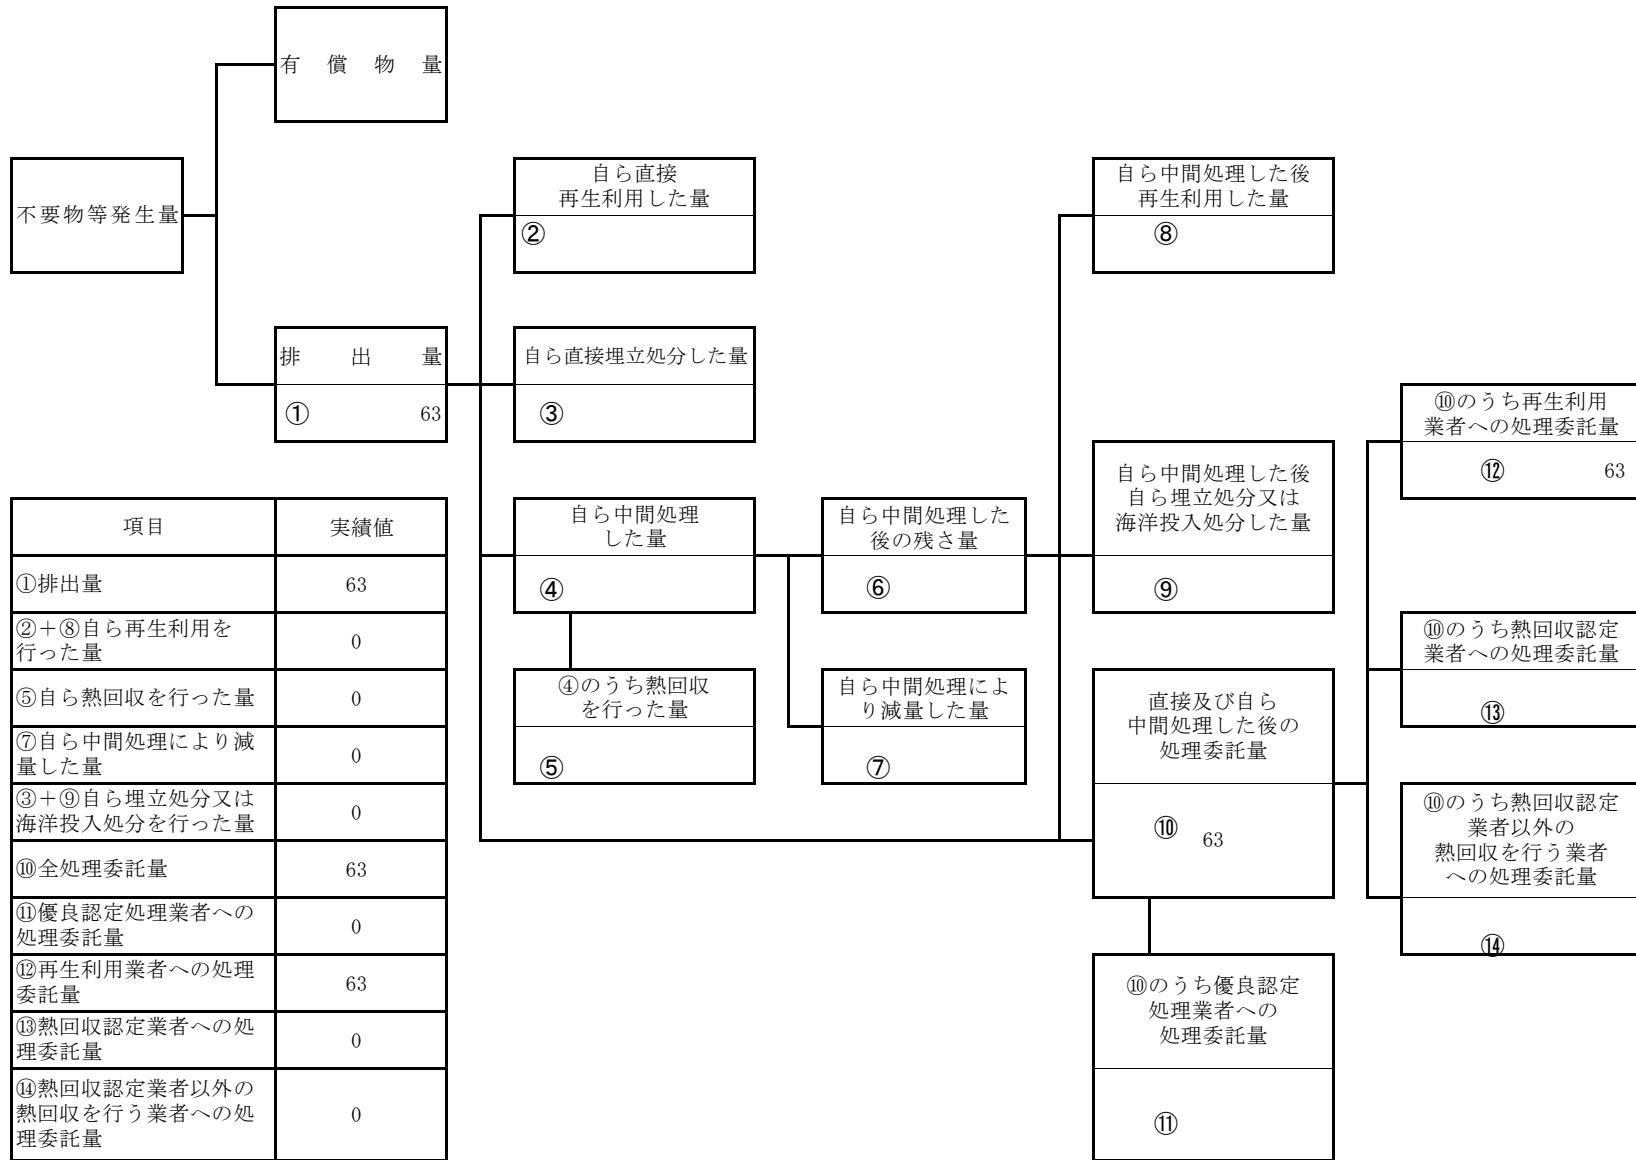 有償物量
不要物等発生量
自ら直接
再生利用した量
②
自ら中間処理した後
再生利用した量
⑧
排出量
① 63
自ら直接埋立処分した量
③
⑩のうち再生利用
業者への処理委託量
⑫ 63
自ら中間処理
した量
④
自ら中間処理した
後の残さ量
⑥
自ら中間処理した後
自ら埋立処分又は
海洋投入処分した量
⑨
⑩のうち熱回収認定
業者への処理委託量
⑬
④のうち熱回収
を行った量
⑤
自ら中間処理によ
り減量した量
⑦
直接及び自ら
中間処理した後の
処理委託量
⑩ 63
⑩のうち熱回収認定
業者以外の
熱回収を行う業者
への処理委託量
⑭
⑩のうち優良認定
処理業者への
処理委託量
⑪
項目 実績値
①排出量 63
②+⑧自ら再生利用を
行った量 0
⑤自ら熱回収を行った量 0
⑦自ら中間処理により減
量した量 0
③+⑨自ら埋立処分又は
海洋投入処分を行った量 0
⑩全処理委託量 63
⑪優良認定処理業者への
処理委託量 0
⑫再生利用業者への処理
委託量 63
⑬熱回収認定業者への処
理委託量 0
⑭熱回収認定業者以外の
熱回収を行う業者への処
理委託量 0